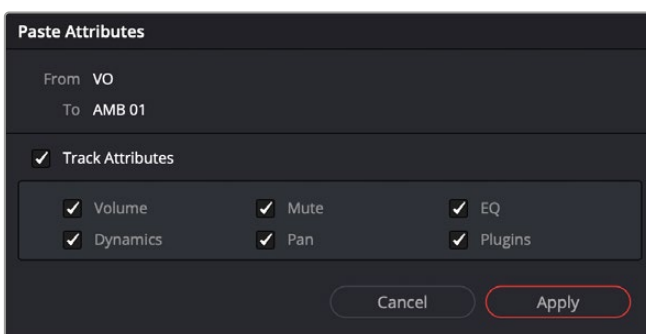 Paste Attributes
From VO
To AMB 01
Track Attributes
Volume Mute EQ
Dynamics Pan Plugins
Cancel Apply